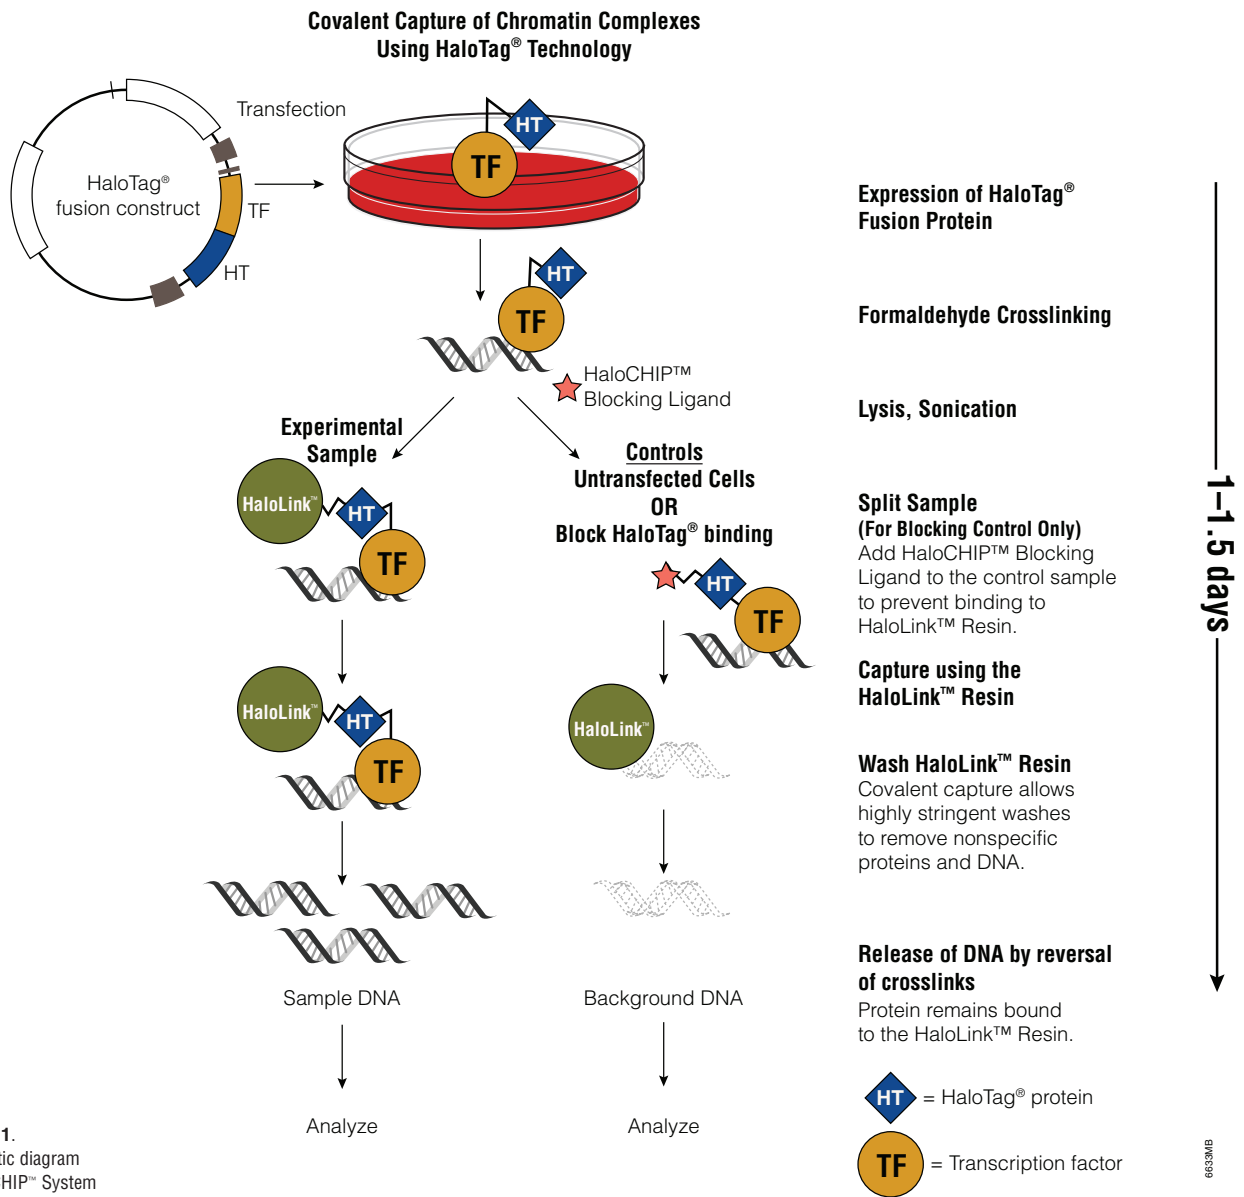 Covalent Capture of Chromatin Complexes
Using HaloTag® Technology
Transfection
HT
TF
HaloTag®
fusion construct
TF
HT
Expression of HaloTag®
Fusion Protein
HT
TF
Formaldehyde Crosslinking
HaloCHIP™
Blocking Ligand
Lysis, Sonication
Experimental
Sample
Controls
Untransfected Cells
OR
Block HaloTag® binding
HaloLink™
HT
TF
HT
TF
Split Sample
(For Blocking Control Only)
Add HaloCHIP™ Blocking
Ligand to the control sample
to prevent binding to
HaloLink™ Resin.
1–1.5 days
Capture using the
HaloLink™ Resin
HaloLink™
HT
TF
HaloLink™
Wash HaloLink™ Resin
Covalent capture allows
highly stringent washes
to remove nonspecific
proteins and DNA.
Sample DNA
Background DNA
Release of DNA by reversal
of crosslinks
Protein remains bound
to the HaloLink™ Resin.
Analyze
Analyze
HT = HaloTag® protein
TF = Transcription factor
1.
tic diagram
CHIP™ System
6633MB